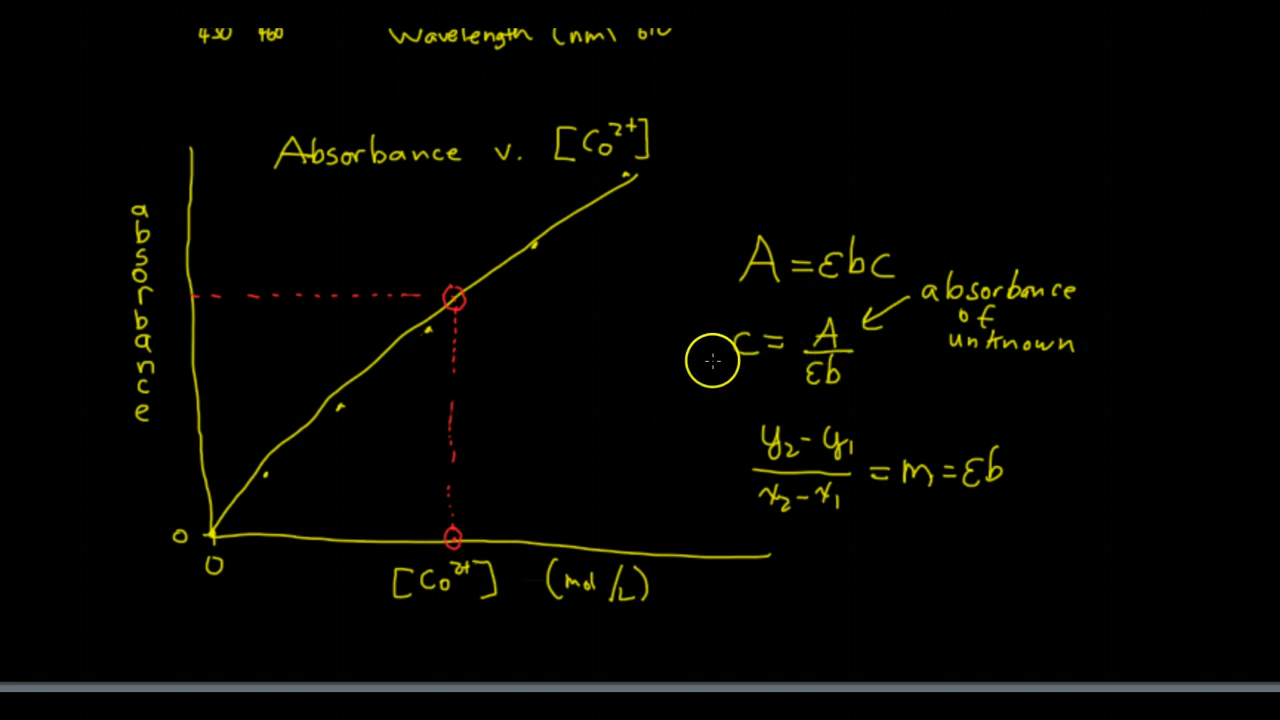 430 460 Wavelength (nm) 610
Absorbance v. [Co²⁺]
absorbance
A = εbc
absorbance
of
unknown
c = A / εb
y₂ - y₁ / x₂ - x₁ = m = εb
0
0
[Co²⁺] (mol/L)